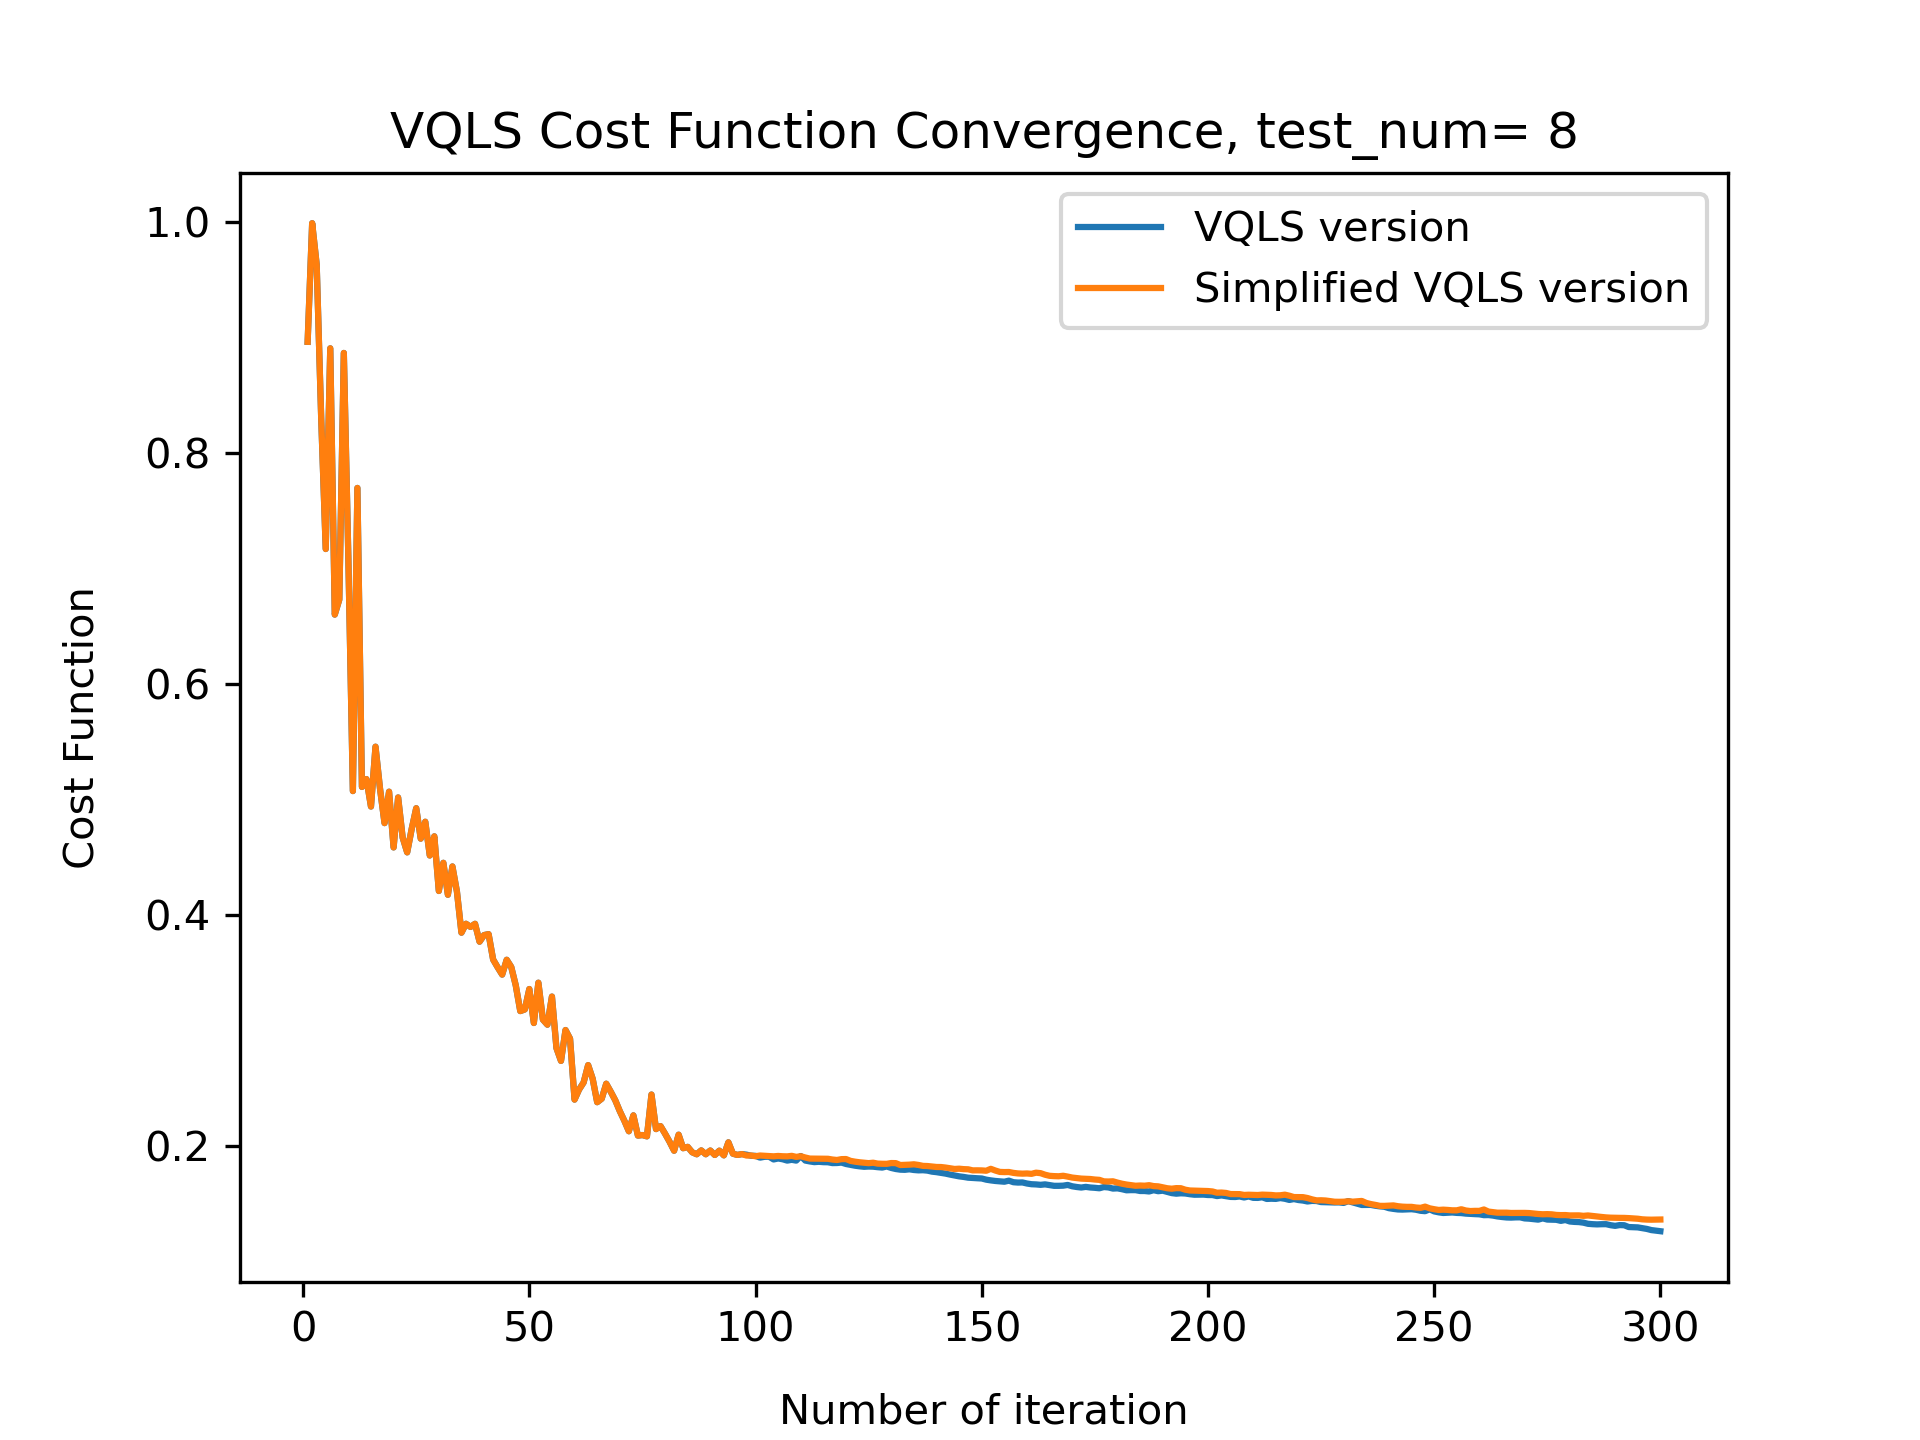 VQLS Cost Function Convergence, test_num= 8
VQLS version
Simplified VQLS version
1.0
0.8
0.6
0.4
0.2
Cost Function
0 50 100 150 200 250 300
Number of iteration